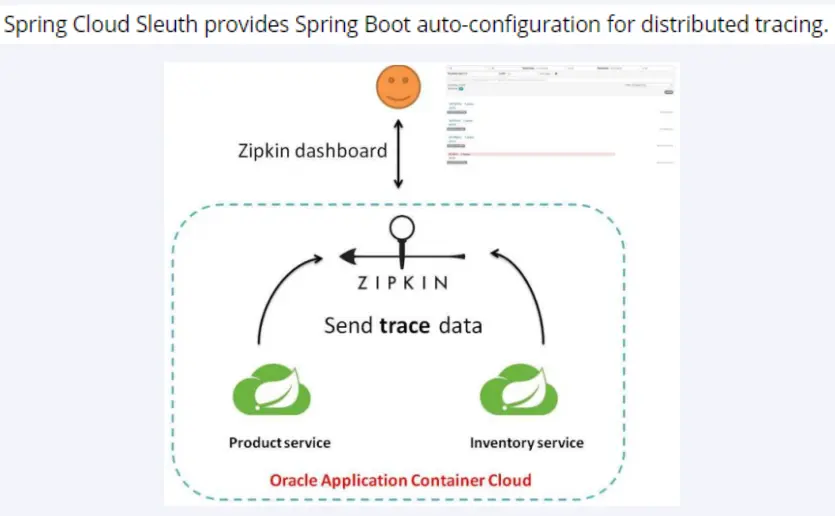 Spring Cloud Sleuth provides Spring Boot auto-configuration for distributed tracing.
Zipkin dashboard
ZIPKIN
Send trace data
Product service
Inventory service
Oracle Application Container Cloud